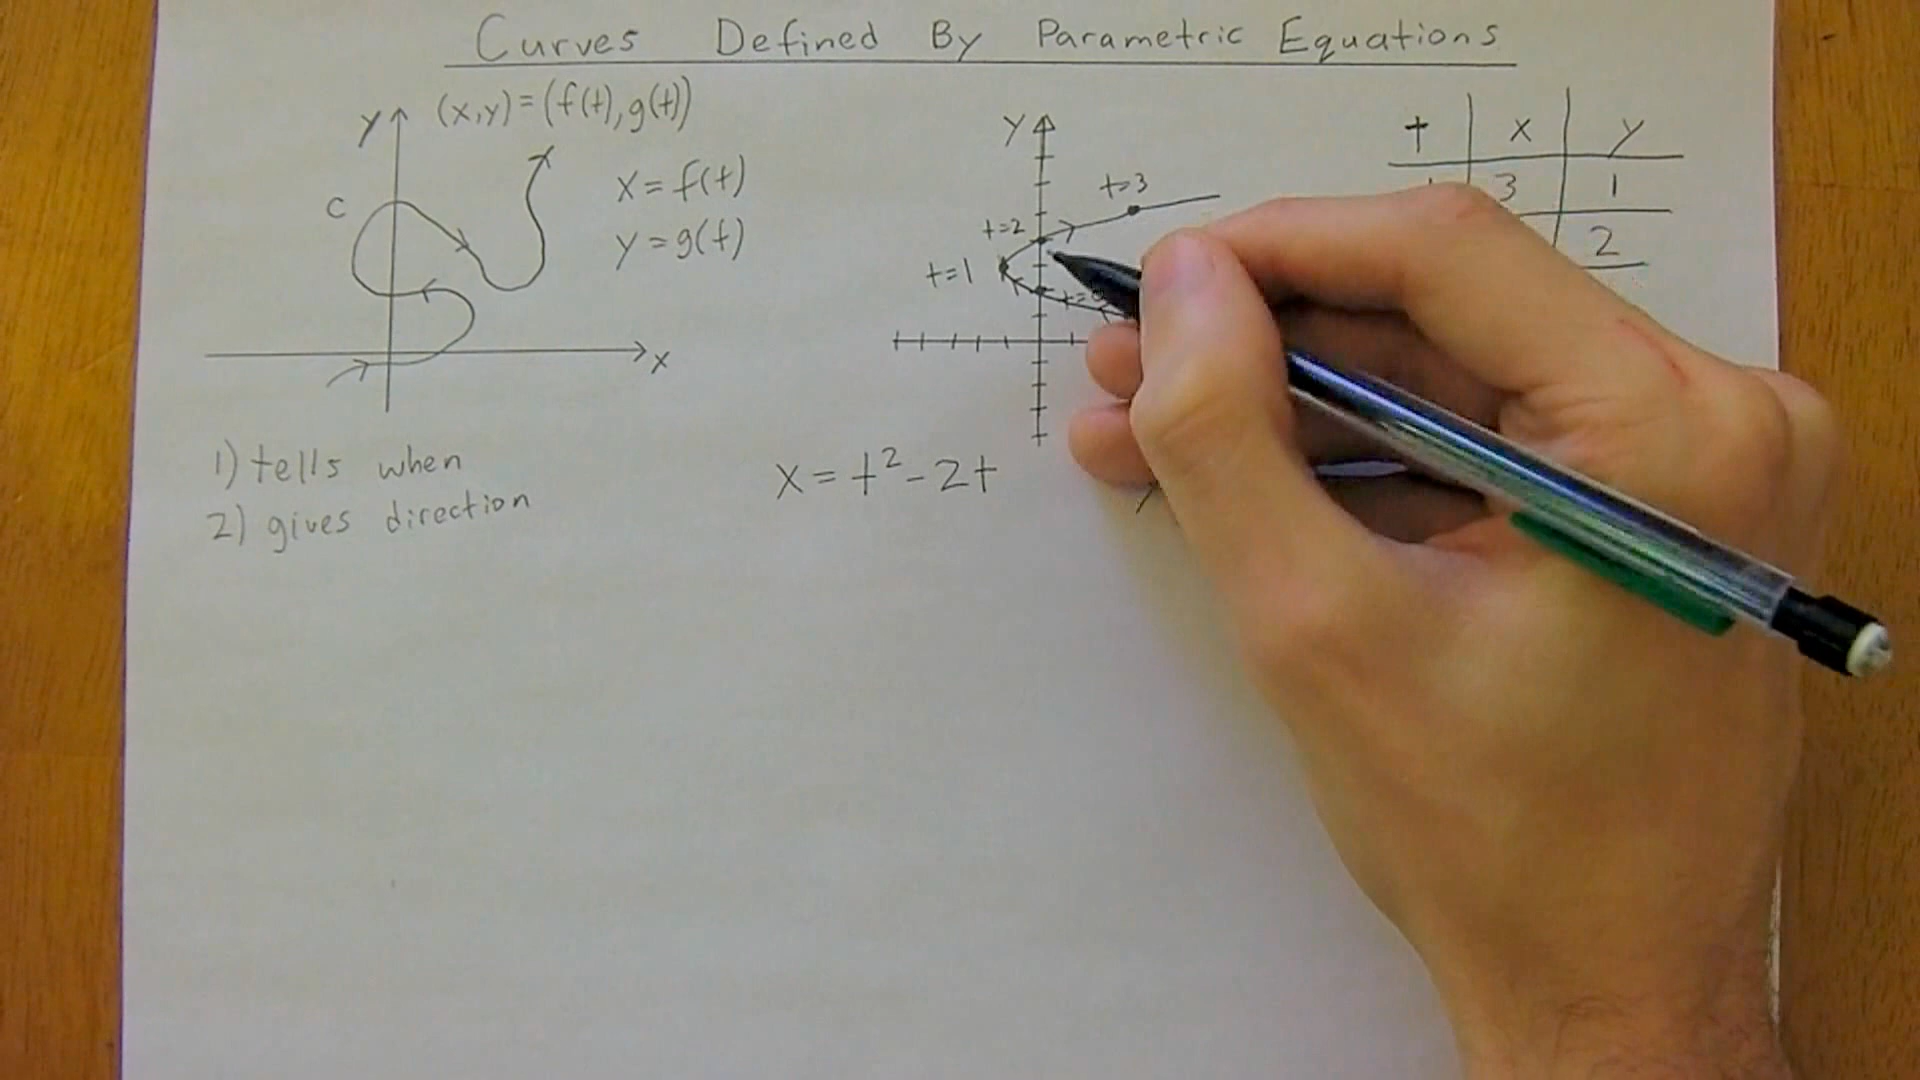 Curves Defined By Parametric Equations
(x,y)=(f(t),g(t))
y
C
x
x=f(t)
y=g(t)
1) tells when
2) gives direction
y
t=3
t=2
t=1
x=t²-2t
t x y
3 1
2